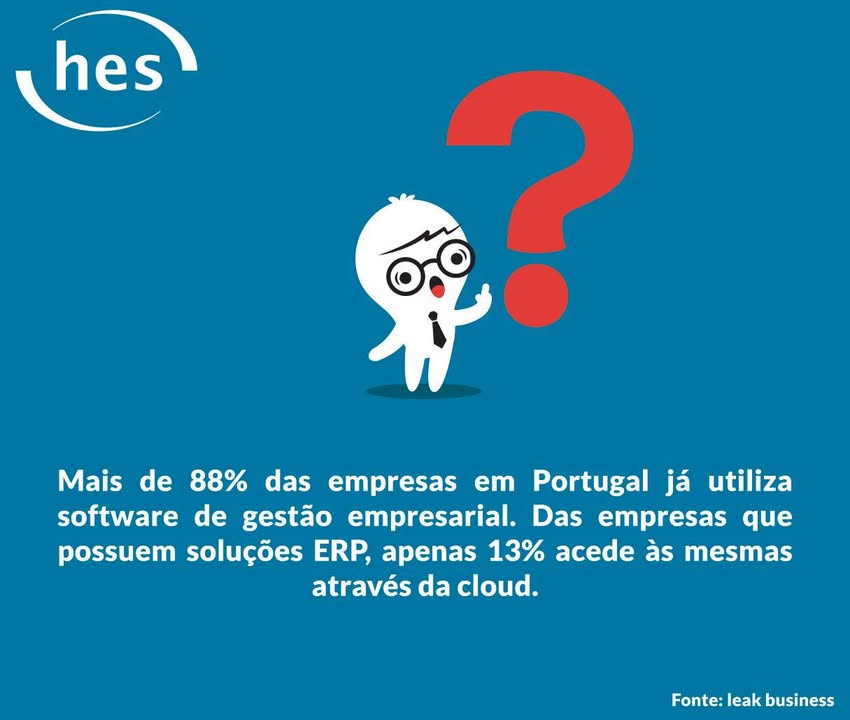 hes
Mais de 88% das empresas em Portugal já utiliza
software de gestão empresarial. Das empresas que
possuem soluções ERP, apenas 13% acede às mesmas
através da cloud.
Fonte: leak business